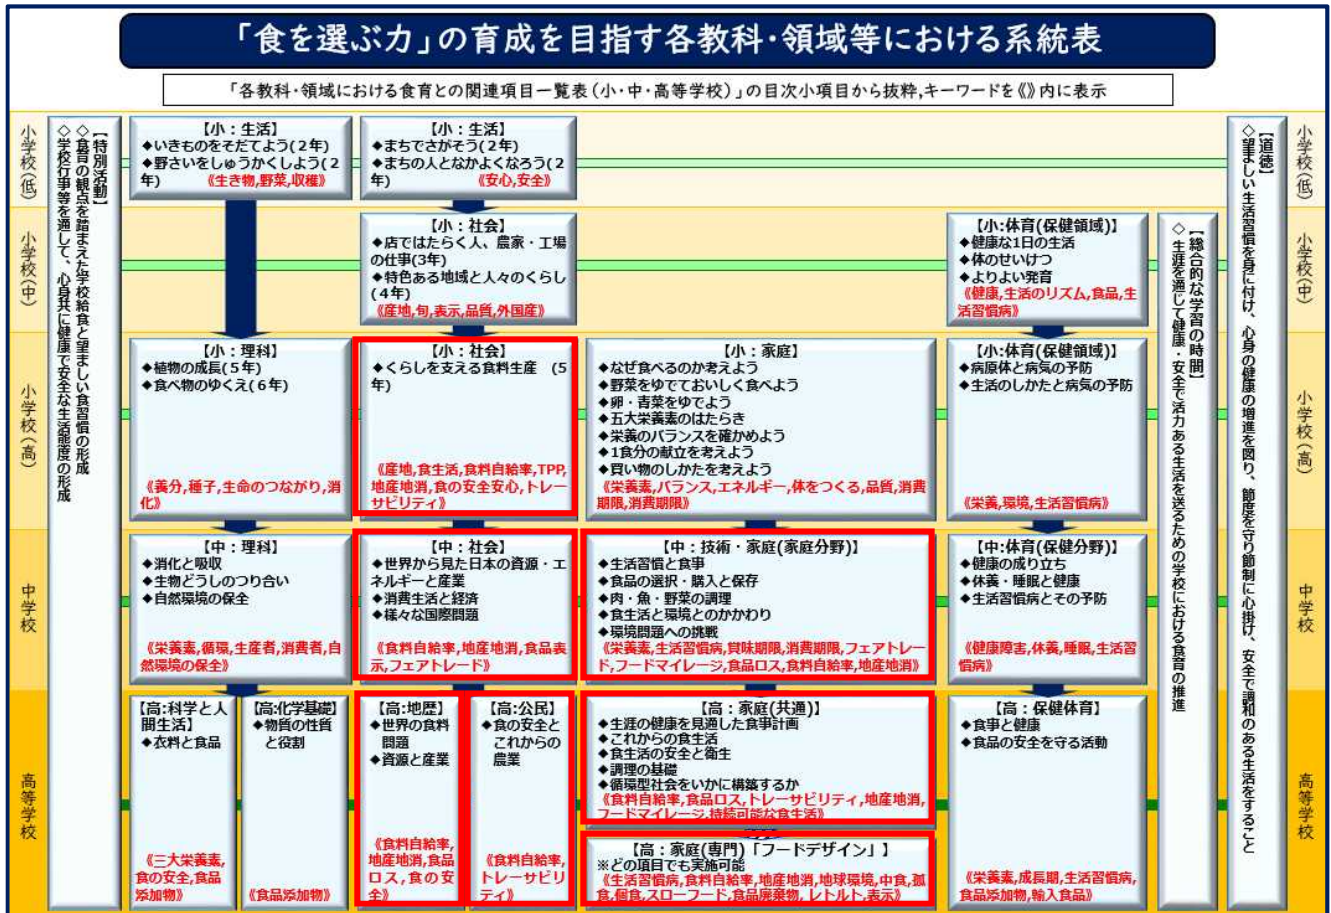 「食を選ぶ力」の育成を目指す各教科・領域等における系統表
「各教科・領域における食育との関連項目一覧表（小・中・高等学校）」の目次小項目から抜粋,キーワードを《》内に表示
小学校（低）
小学校（中）
小学校（高）
中学校
高等学校
【特別活動】
◇食育の観点を踏まえた学校給食と望ましい食習慣の形成
◇学校行事等を通して、心身共に健康で安全な生活態度の形成
【小：生活】
◆いきものをそだてよう(２年)
◆野さいをしゅうかくしよう(２
年)　《生き物,野菜,収穫》
【小：生活】
◆まちでさがそう(２年)
◆まちの人となかよくなろう(２
年)　《安心,安全》
【小：社会】
◆店ではたらく人、農家・工場
の仕事(3年)
◆特色ある地域と人々のくらし
(４年)
《産地,旬,表示,品質,外国産》
【小:体育(保健領域)】
◆健康な1日の生活
◆体のせいけつ
◆よりよい発育
《健康,生活のリズム,食品,生
活習慣病》
【小：理科】
◆植物の成長(５年)
◆食べ物のゆくえ(６年)
《養分,種子,生命のつながり,消
化》
【小：社会】
◆くらしを支える食料生産　(５
年)
《産地,食生活,食料自給率,TPP,
地産地消,食の安全安心,トレー
サビリティ》
【小：家庭】
◆なぜ食べるのか考えよう
◆野菜をゆでておいしく食べよう
◆卵・青菜をゆでよう
◆五大栄養素のはたらき
◆栄養のバランスを確かめよう
◆1食分の献立を考えよう
◆買い物のしかたを考えよう
《栄養素,バランス,エネルギー,体をつくる,品質,消費
期限,消費期限》
【小:体育(保健領域)】
◆病原体と病気の予防
◆生活のしかたと病気の予防
《栄養,環境,生活習慣病》
【中：理科】
◆消化と吸収
◆生物どうしのつり合い
◆自然環境の保全
《栄養素,循環,生産者,消費者,自
然環境の保全》
【中：社会】
◆世界から見た日本の資源・エ
ネルギーと産業
◆消費生活と経済
◆様々な国際問題
《食料自給率,地産地消,食品表
示,フェアトレード》
【中：技術・家庭(家庭分野)】
◆生活習慣と食事
◆食品の選択・購入と保存
◆肉・魚・野菜の調理
◆食生活と環境とのかかわり
◆環境問題への挑戦
《栄養素,生活習慣病,賞味期限,消費期限,フェアトレー
ド,フードマイレージ,食品ロス,食料自給率,地産地消》
【中:体育(保健分野)】
◆健康の成り立ち
◆休養・睡眠と健康
◆生活習慣病とその予防
《健康障害,休養,睡眠,生活習
慣病》
【高:科学と人
間生活】
◆衣料と食品
《三大栄養素,
食の安全,食品
添加物》
【高:化学基礎】
◆物質の性質
と役割
《食品添加物》
【高:地歴】
◆世界の食料
問題
◆資源と産業
《食料自給率,
地産地消,食品
ロス,食の安
全》
【高:公民】
◆食の安全と
これからの
農業
《食料自給率,
トレーサビリ
ティ》
【高：家庭(共通)】
◆生涯の健康を見通した食事計画
◆これからの食生活
◆食生活の安全と衛生
◆調理の基礎
◆循環型社会をいかに構築するか
《食料自給率,食品ロス,トレーサビリティ,地産地消,
フードマイレージ,持続可能な食生活》
【高：家庭(専門)「フードデザイン」】
※どの項目でも実施可能
《生活習慣病,食料自給率,地産地消,地球環境,中食,孤
食,個食,スローフード,食品廃棄物, レトルト,表示》
【高：保健体育】
◆食事と健康
◆食品の安全を守る活動
《栄養素,成長期,生活習慣病,
食品添加物,輸入食品》
【総合的な学習の時間】
◇生涯を通じて健康・安全で活力ある生活を送るための学校における食育の推進
【道徳】
◇望ましい生活習慣を身に付け、心身の健康の増進を図り、節度を守り節制に心掛け、安全で調和のある生活をすること
小学校（低）
小学校（中）
小学校（高）
中学校
高等学校